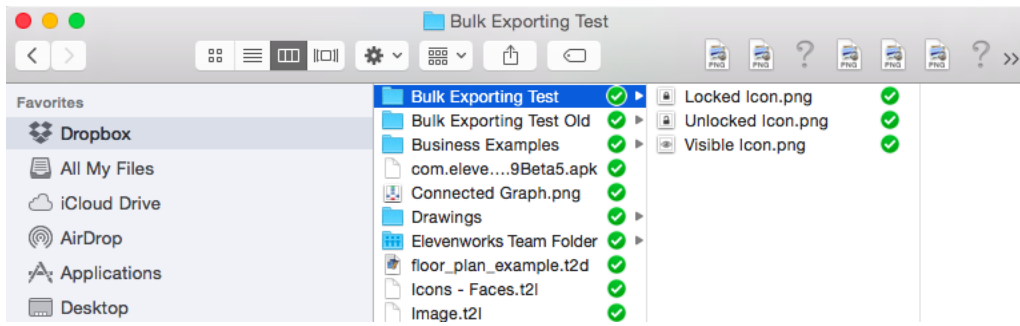 Bulk Exporting Test
PNG PNG ? PNG PNG PNG ?
Favorites
Dropbox
All My Files
iCloud Drive
AirDrop
Applications
Desktop
Bulk Exporting Test
Bulk Exporting Test Old
Business Examples
com.eleve....9Beta5.apk
Connected Graph.png
Drawings
Elevenworks Team Folder
floor_plan_example.t2d
Icons - Faces.t2l
Image.t2l
Locked Icon.png
Unlocked Icon.png
Visible Icon.png